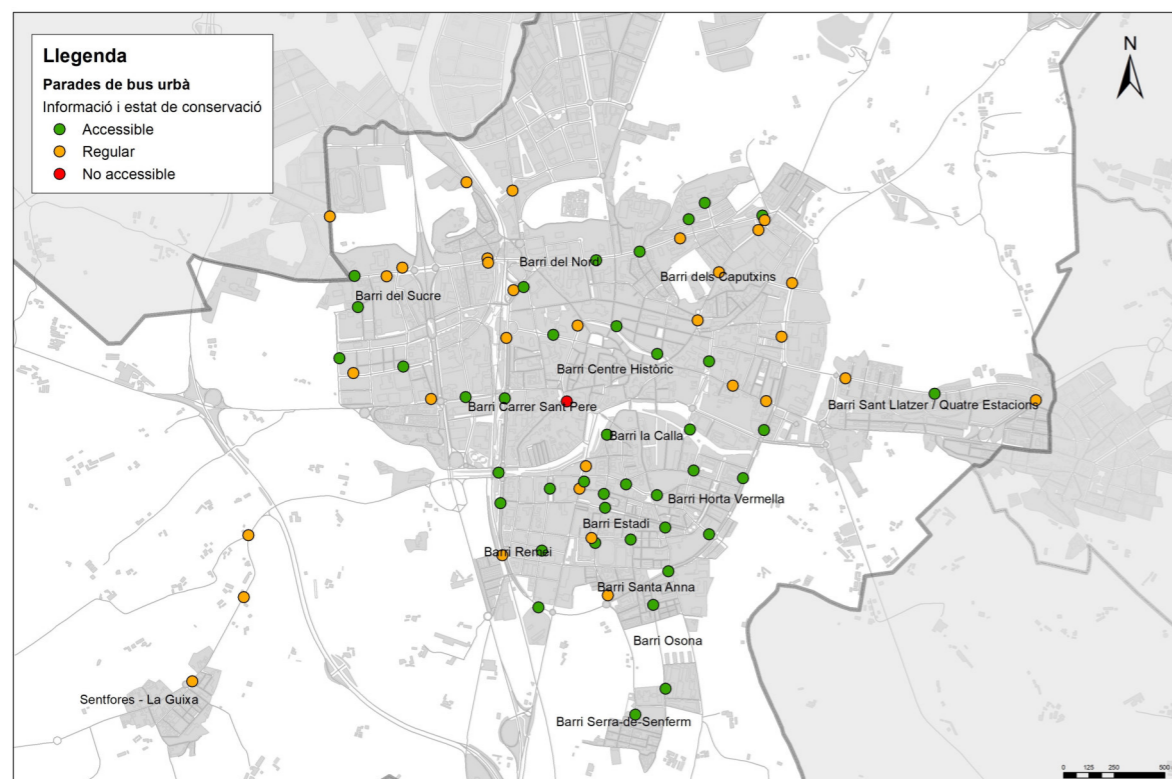 Llegenda
Parades de bus urbà
Informació i estat de conservació
Accessible
Regular
No accessible
N
Barri del Nord
Barri dels Caputxins
Barri del Sucre
Barri Centre Històric
Barri Carrer Sant Pere
Barri Sant Llatzer / Quatre Estacions
Barri la Calla
Barri Horta Vermella
Barri Estadi
Barri Remei
Barri Santa Anna
Barri Osona
Sentfores - La Guixa
Barri Serra-de-Senferm
0 125 250 500